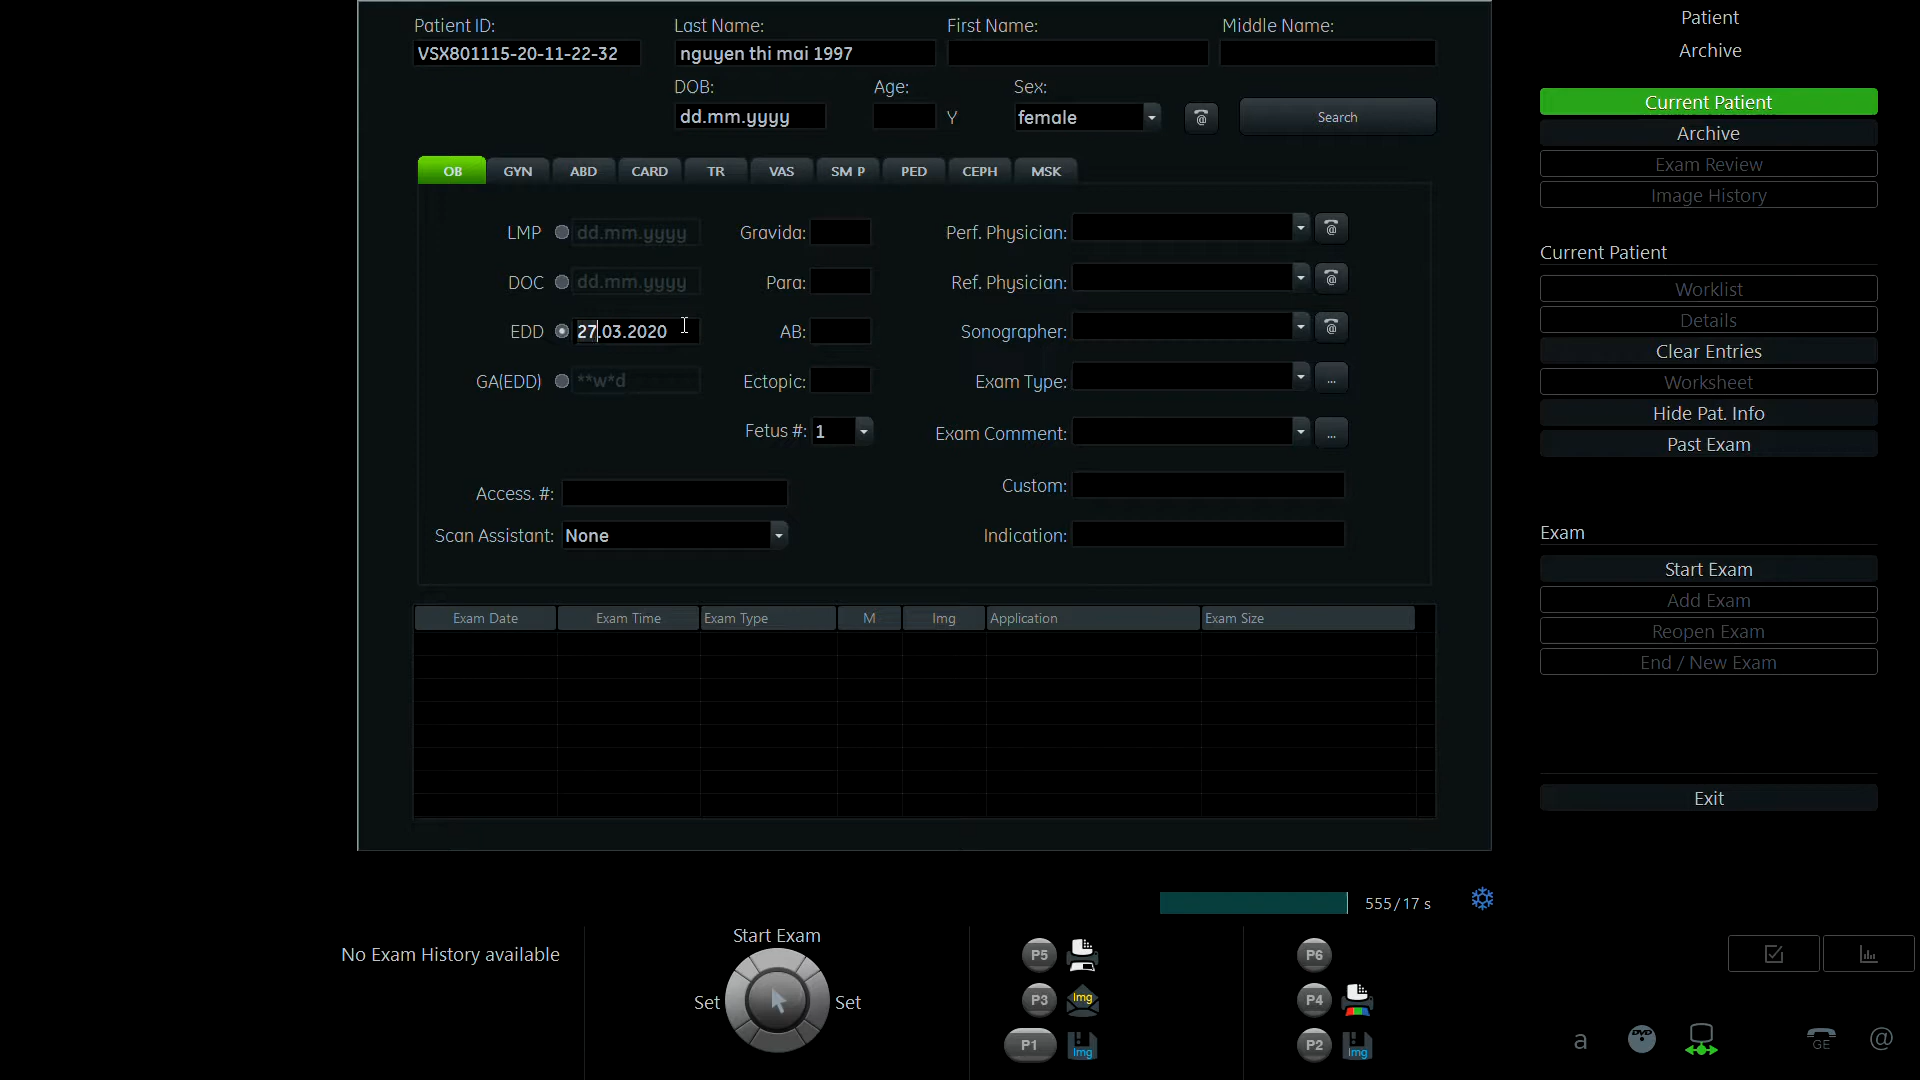 Patient ID: Last Name: First Name: Middle Name:
VSX801115-20-11-22-32 nguyen thi mai 1997
DOB: Age: Sex:
dd.mm.yyyy Y female @ Search
OB GYN ABD CARD TR VAS SM P PED CEPH MSK
LMP dd.mm.yyyy Gravida: Perf. Physician: @
DOC dd.mm.yyyy Para: Ref. Physician: @
EDD 27.03.2020 AB: Sonographer: @
GA(EDD) **w*d Ectopic: Exam Type: ...
Fetus #: 1 Exam Comment: ...
Access. #: Custom:
Scan Assistant: None Indication:
Exam Date Exam Time Exam Type M Img Application Exam Size
Patient
Archive
Current Patient
Archive
Exam Review
Image History
Current Patient
Worklist
Details
Clear Entries
Worksheet
Hide Pat. Info
Past Exam
Exam
Start Exam
Add Exam
Reopen Exam
End / New Exam
Exit
555/17 s
No Exam History available
Start Exam
Set Set
P5 P6
P3 Img P4
P1 Img P2 Img
a DVD GE @